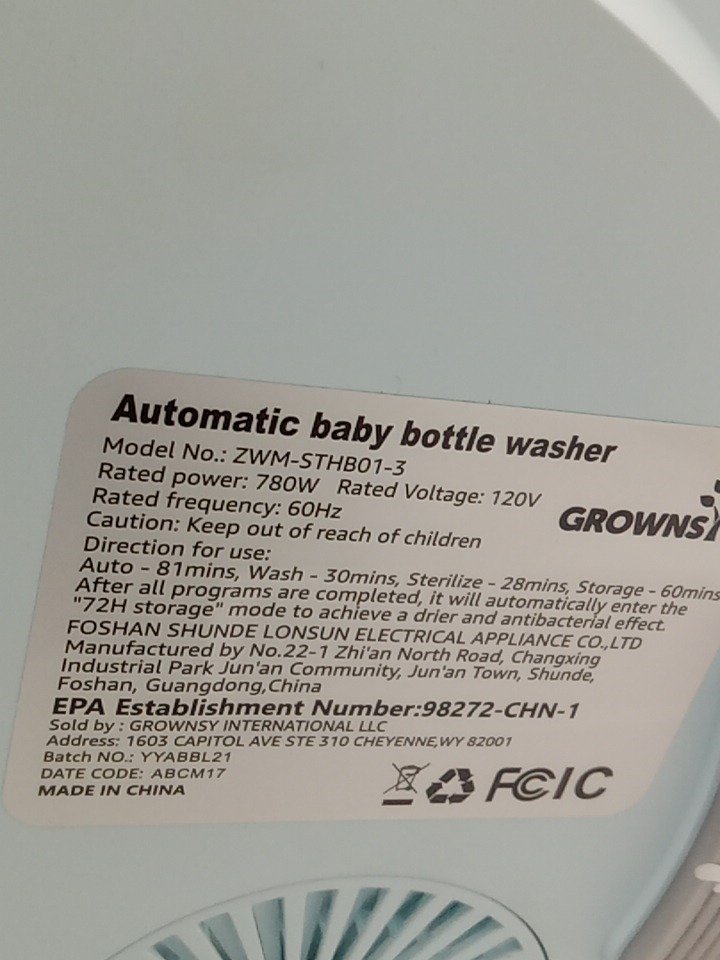 Automatic baby bottle washer
Model No.: ZWM-STHB01-3
Rated power: 780W Rated Voltage: 120V
Rated frequency: 60Hz
Caution: Keep out of reach of children
GROWNSY
Direction for use:
Auto - 81mins, Wash - 30mins, Sterilize - 28mins, Storage - 60mins
After all programs are completed, it will automatically enter the
"72H storage" mode to achieve a drier and antibacterial effect.
FOSHAN SHUNDE LONSUN ELECTRICAL APPLIANCE CO.,LTD
Manufactured by No.22-1 Zhi'an North Road, Changxing
Industrial Park Jun'an Community, Jun'an Town, Shunde,
Foshan, Guangdong,China
EPA Establishment Number:98272-CHN-1
Sold by : GROWNSY INTERNATIONAL LLC
Address: 1603 CAPITOL AVE STE 310 CHEYENNE,WY 82001
Batch NO.: YYABBL21
DATE CODE: ABCM17
MADE IN CHINA
FC IC